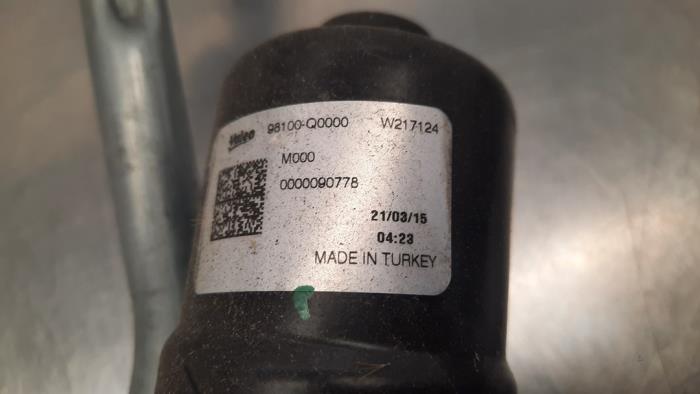 Valeo 98100-Q0000 W217124
M000
0000090778
21/03/15
04:23
MADE IN TURKEY